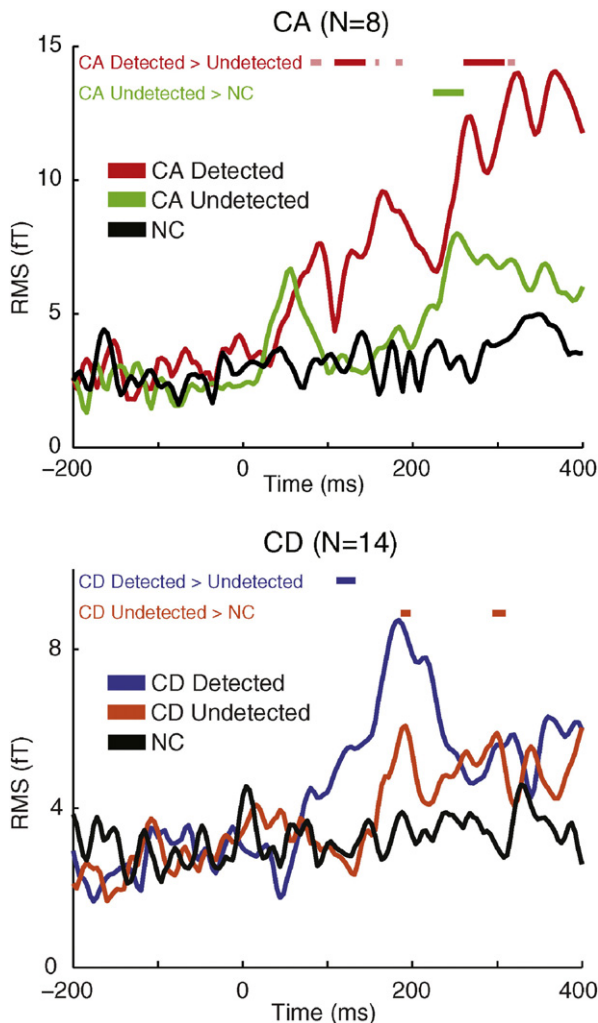 CA (N=8)
15
CA Detected > Undetected
CA Undetected > NC
CA Detected
10
CA Undetected
NC
RMS (fT)
5
0
−200
0
200
400
Time (ms)
CD (N=14)
CD Detected > Undetected
CD Undetected > NC
8
CD Detected
CD Undetected
NC
RMS (fT)
4
0
−200
0
200
400
Time (ms)